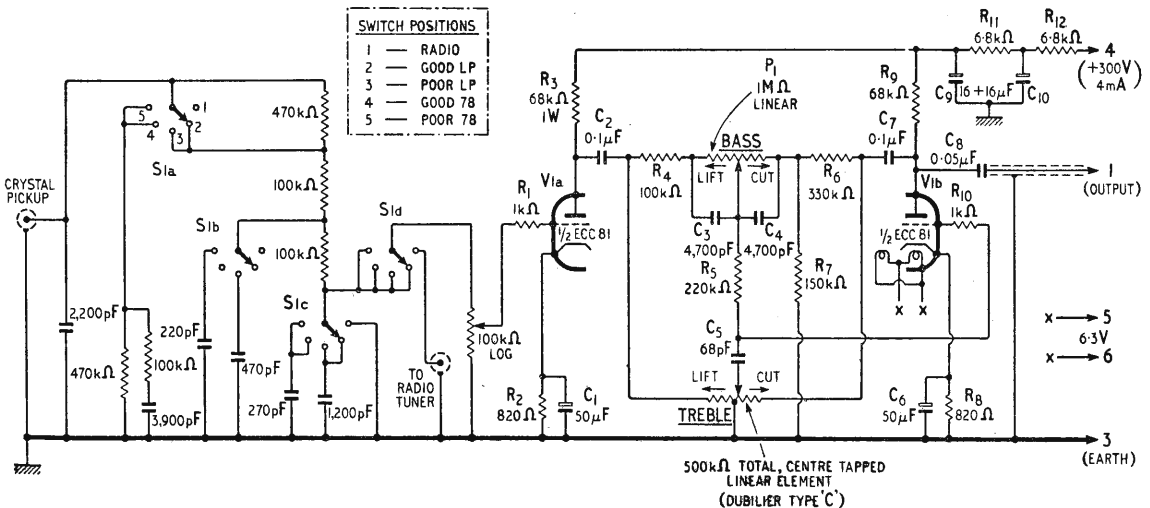 SWITCH POSITIONS
1 — RADIO
2 — GOOD LP
3 — POOR LP
4 — GOOD 78
5 — POOR 78
CRYSTAL
PICKUP
5
1
4
3
2
S1a
470kΩ
100kΩ
100kΩ
S1b
S1d
S1c
2,200pF
470kΩ
100kΩ
3,900pF
220pF
470pF
270pF
1,200pF
TO
RADIO
TUNER
100kΩ
LOG
R1
1kΩ
R2
820Ω
C1
50μF
R3
68kΩ
1W
V1a
½ ECC 81
C2
0·1μF
R4
100kΩ
P1
1MΩ
LINEAR
BASS
LIFT
CUT
C3
4,700pF
C4
4,700pF
R5
220kΩ
C5
68pF
LIFT
CUT
TREBLE
500kΩ TOTAL, CENTRE TAPPED
LINEAR ELEMENT
(DUBILIER TYPE 'C')
R6
330kΩ
R7
150kΩ
C7
0·1μF
R9
68kΩ
C8
0·05μF
V1b
½ ECC 81
R10
1kΩ
X X
C6
50μF
R8
820Ω
R11
6·8kΩ
R12
6·8kΩ
C9
16 + 16μF
C10
4
(+300V
4mA)
1
(OUTPUT)
X
5
6·3V
X
6
3
(EARTH)